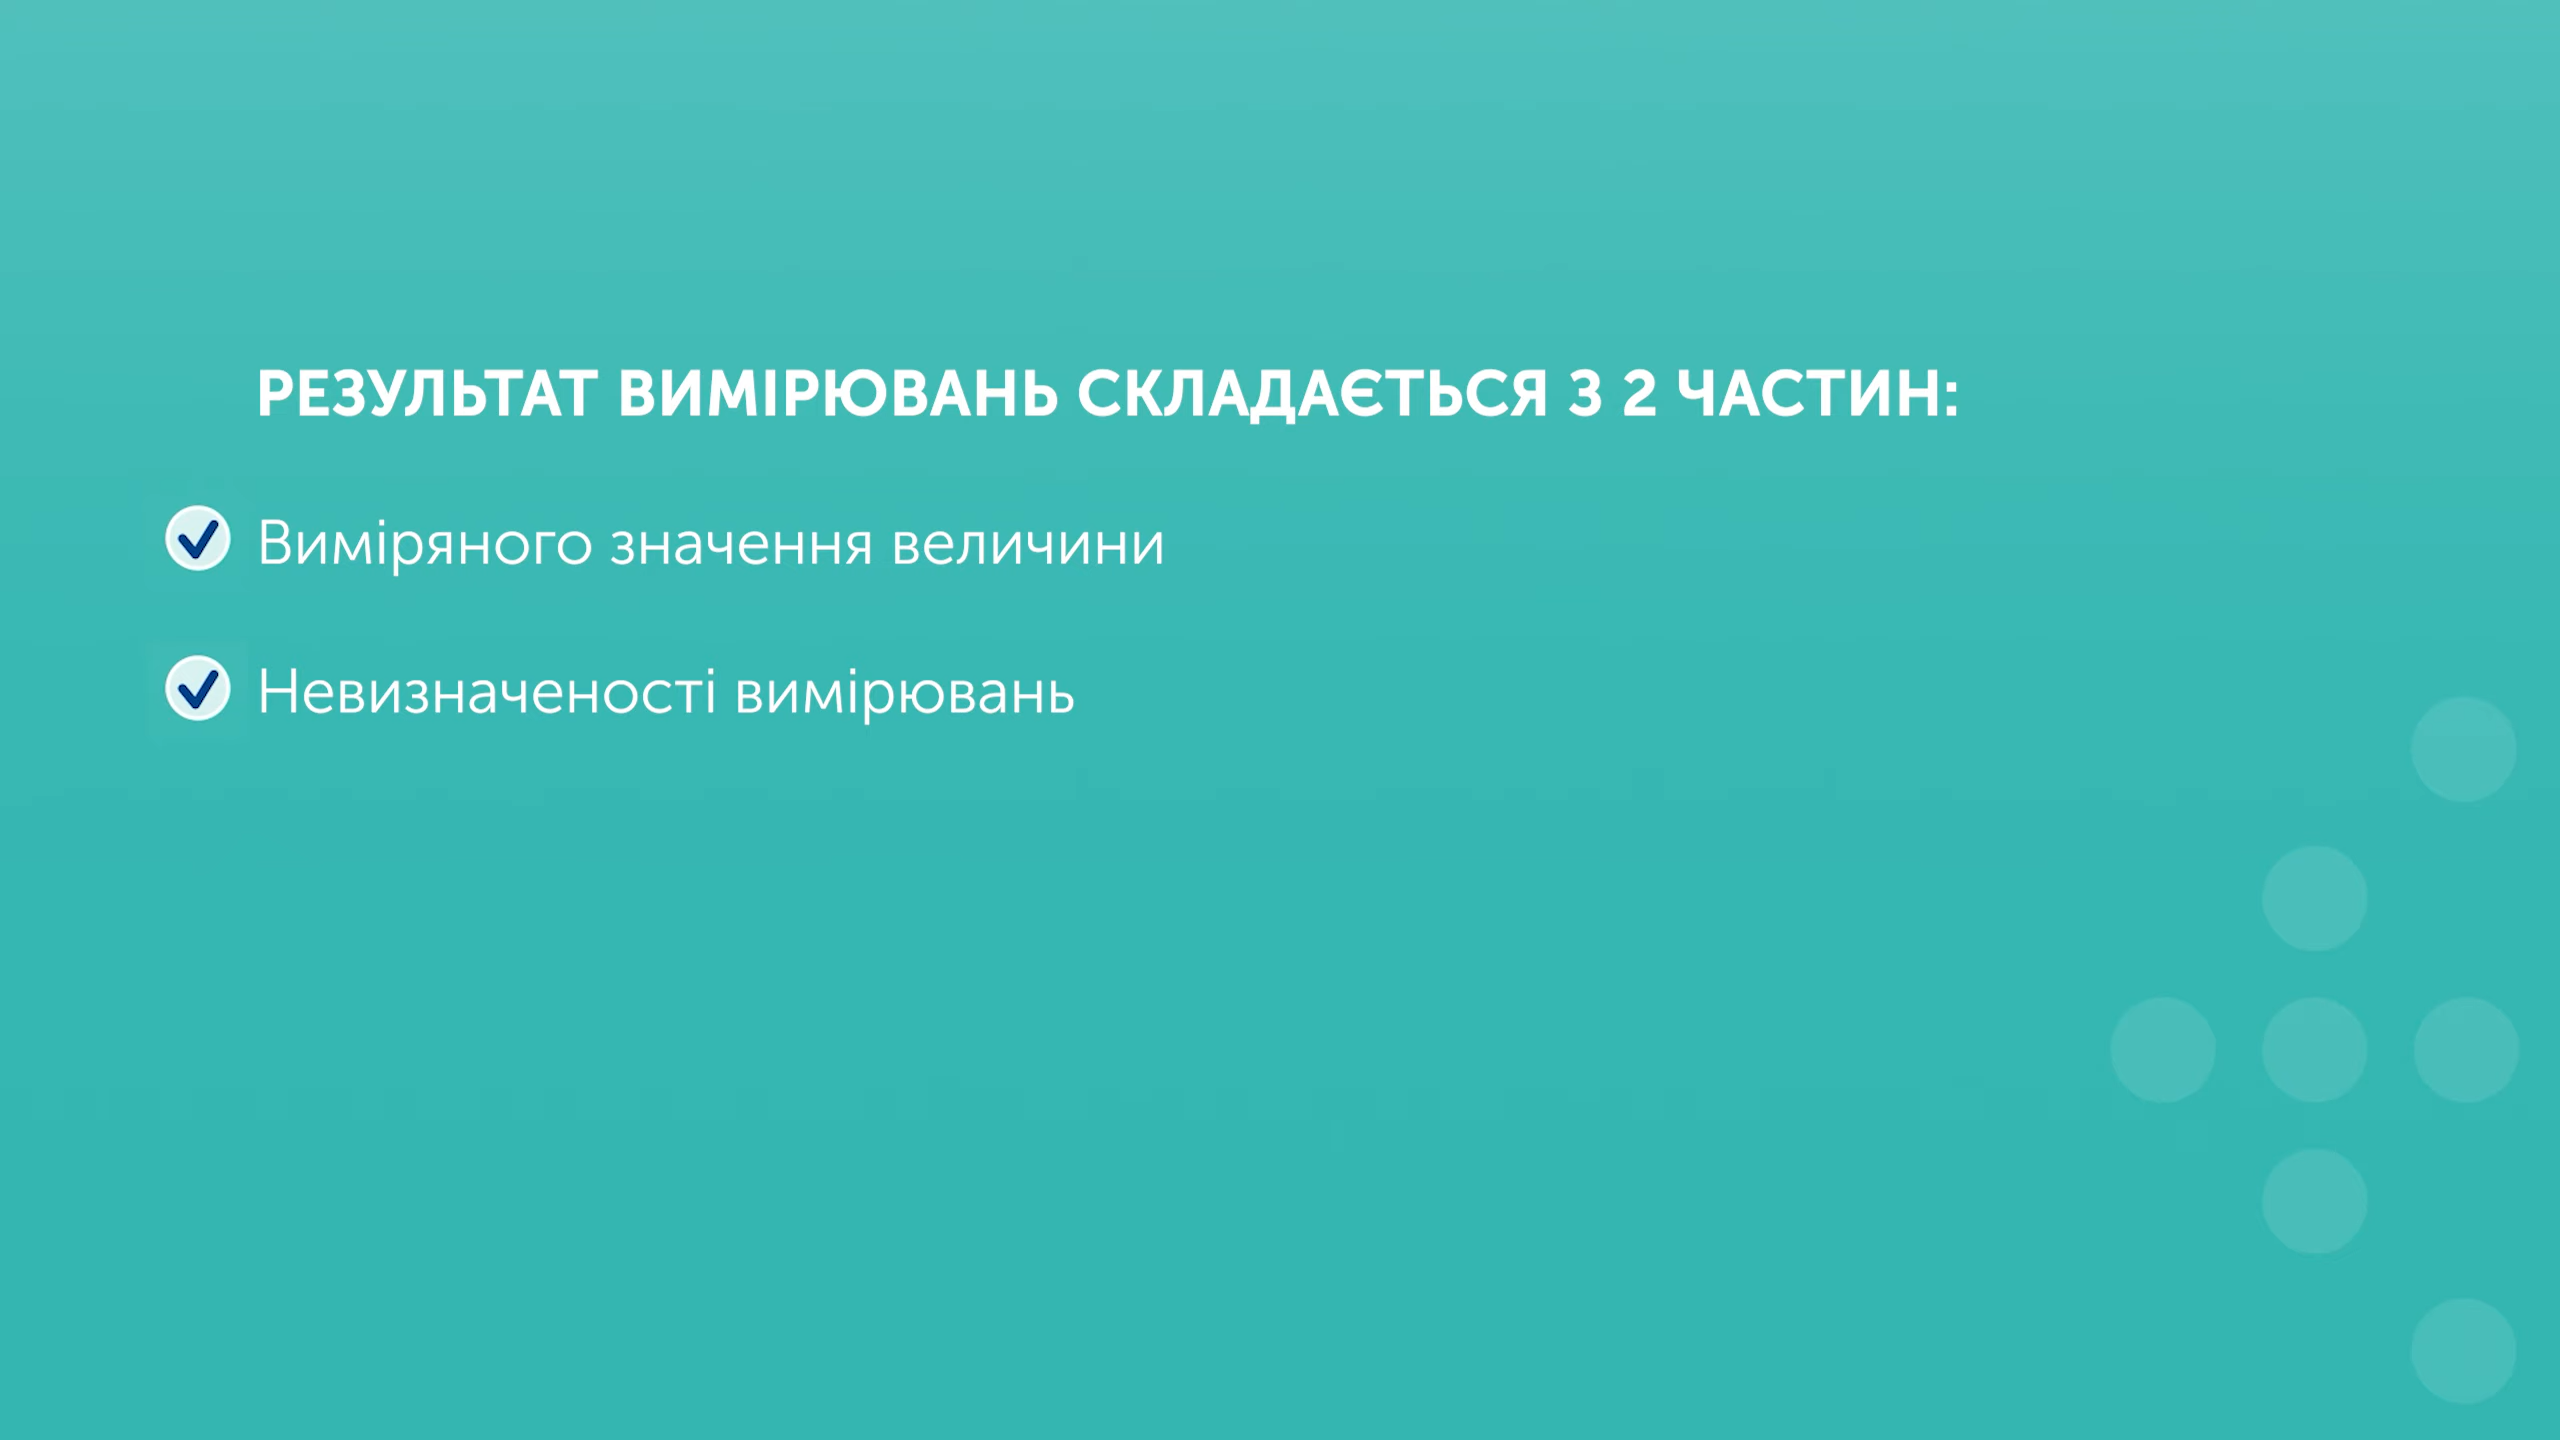 РЕЗУЛЬТАТ ВИМІРЮВАНЬ СКЛАДАЄТЬСЯ З 2 ЧАСТИН:
Виміряного значення величини
Невизначеності вимірювань